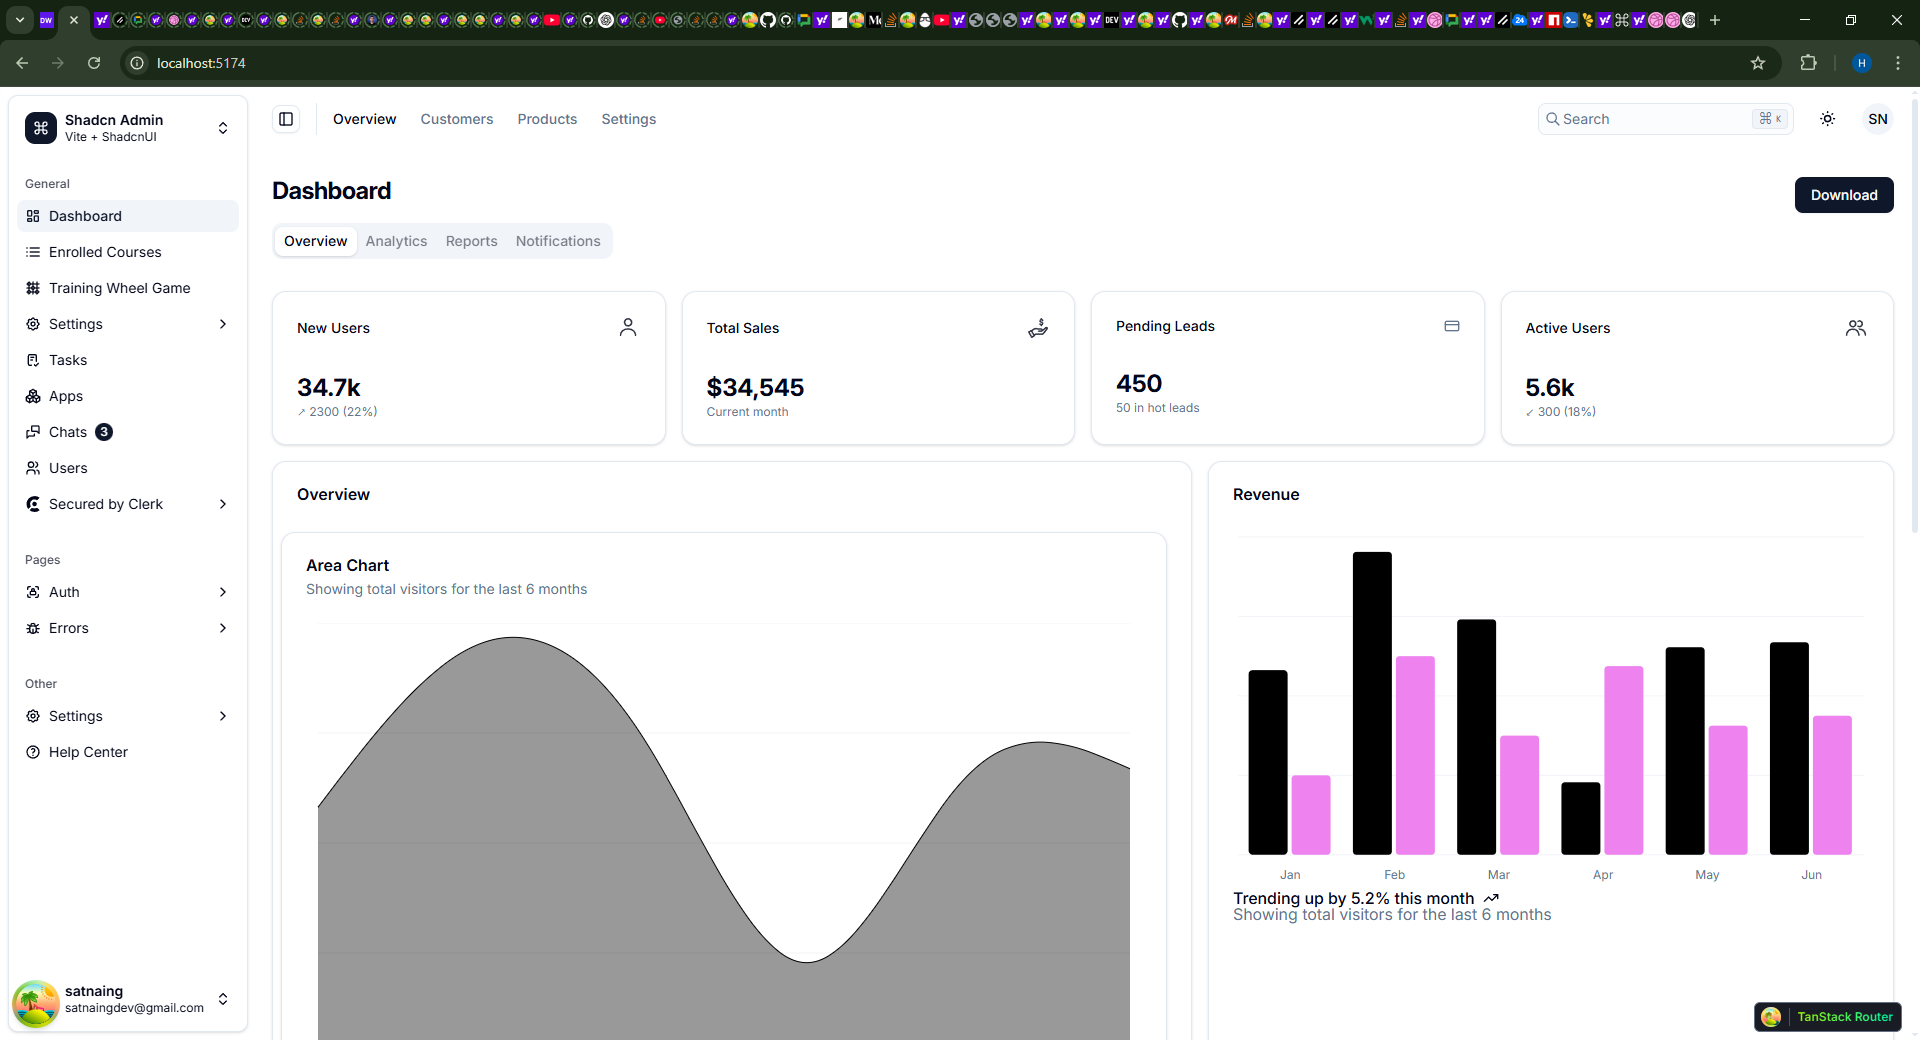 localhost:5174
H
Shadcn Admin
Vite + ShadcnUI
General
Dashboard
Enrolled Courses
Training Wheel Game
Settings
Tasks
Apps
Chats 3
Users
Secured by Clerk
Pages
Auth
Errors
Other
Settings
Help Center
satnaing
satnaingdev@gmail.com
Overview Customers Products Settings
Search ⌘ K
SN
Dashboard
Download
Overview Analytics Reports Notifications
New Users
34.7k
↗ 2300 (22%)
Total Sales
$34,545
Current month
Pending Leads
450
50 in hot leads
Active Users
5.6k
↙ 300 (18%)
Overview
Area Chart
Showing total visitors for the last 6 months
Revenue
Jan Feb Mar Apr May Jun
Trending up by 5.2% this month
Showing total visitors for the last 6 months
TanStack Router